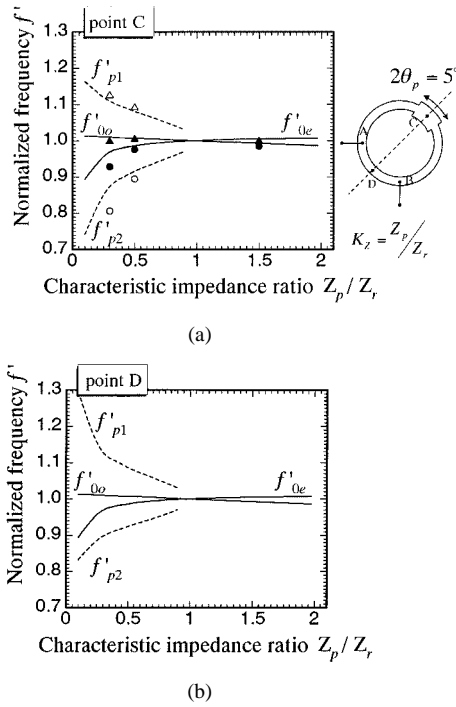 point C
1.3
1.2
1.1
1.0
0.9
0.8
0.7
Normalized frequency f'
f'p1
f'0o
f'0e
f'p2
0
0.5
1
1.5
2
Characteristic impedance ratio Zp / Zr
2θp = 5°
A
B
C
D
KZ = Zp/Zr
(a)
point D
1.3
1.2
1.1
1.0
0.9
0.8
0.7
Normalized frequency f'
f'p1
f'0o
f'0e
f'p2
0
0.5
1
1.5
2
Characteristic impedance ratio Zp / Zr
(b)